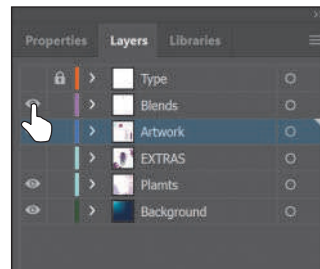 Properties Layers Libraries
Type
Blends
Artwork
EXTRAS
Plamts
Background